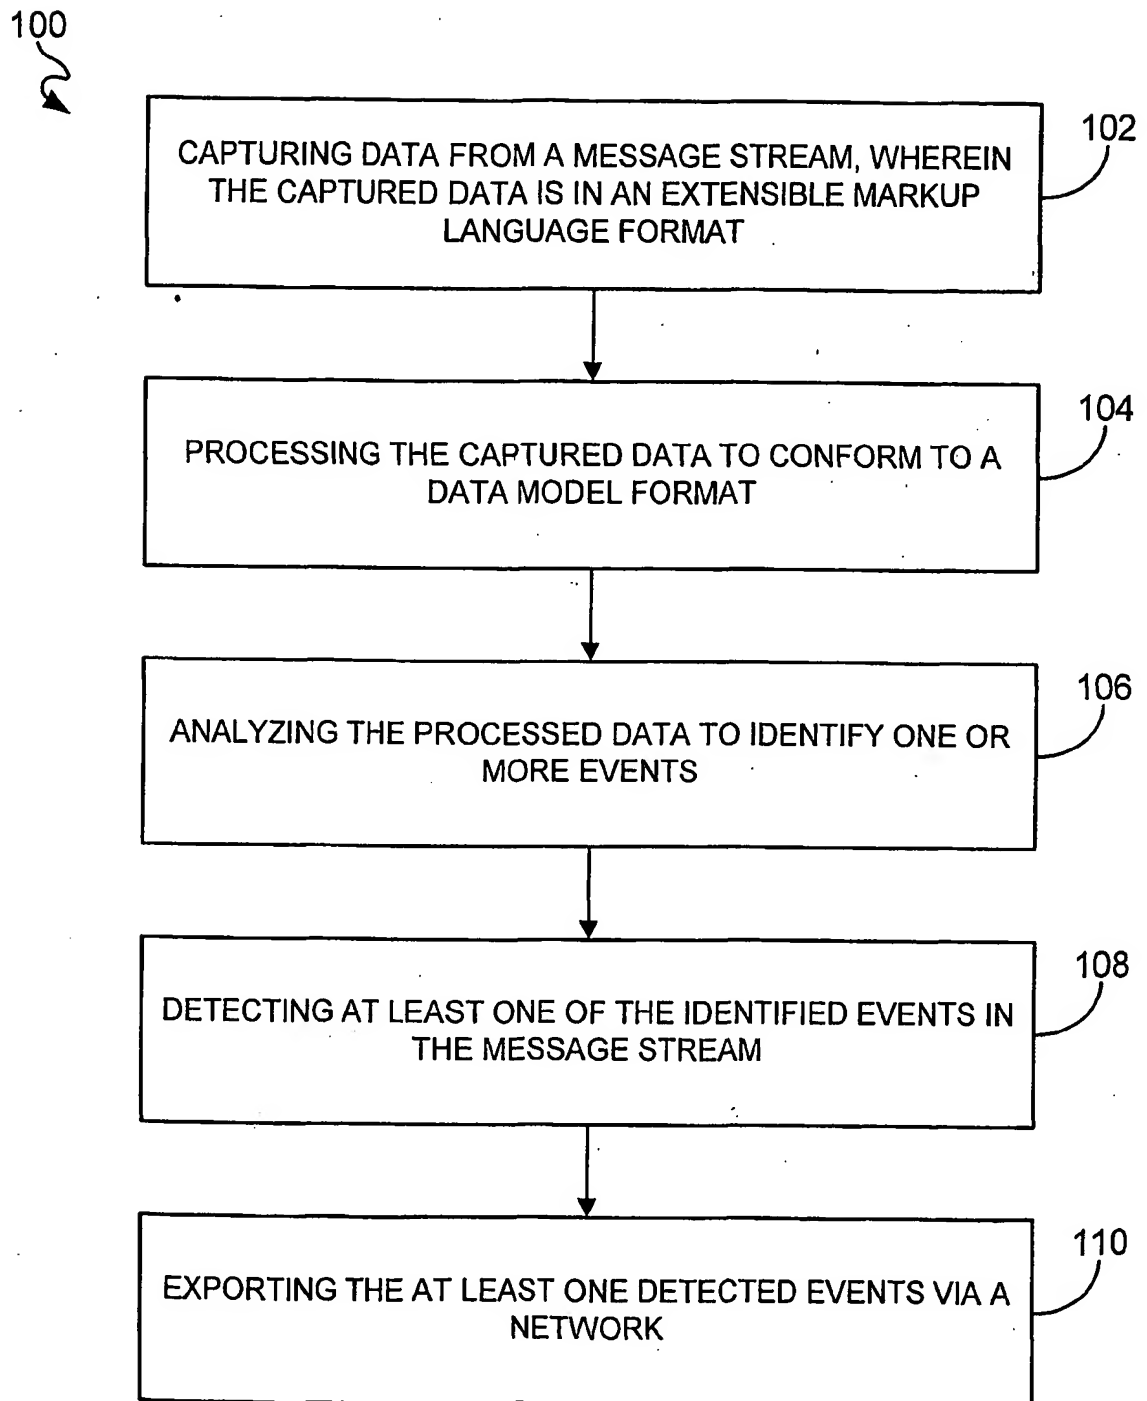 100
CAPTURING DATA FROM A MESSAGE STREAM, WHEREIN
THE CAPTURED DATA IS IN AN EXTENSIBLE MARKUP
LANGUAGE FORMAT
102
PROCESSING THE CAPTURED DATA TO CONFORM TO A
DATA MODEL FORMAT
104
ANALYZING THE PROCESSED DATA TO IDENTIFY ONE OR
MORE EVENTS
106
DETECTING AT LEAST ONE OF THE IDENTIFIED EVENTS IN
THE MESSAGE STREAM
108
EXPORTING THE AT LEAST ONE DETECTED EVENTS VIA A
NETWORK
110